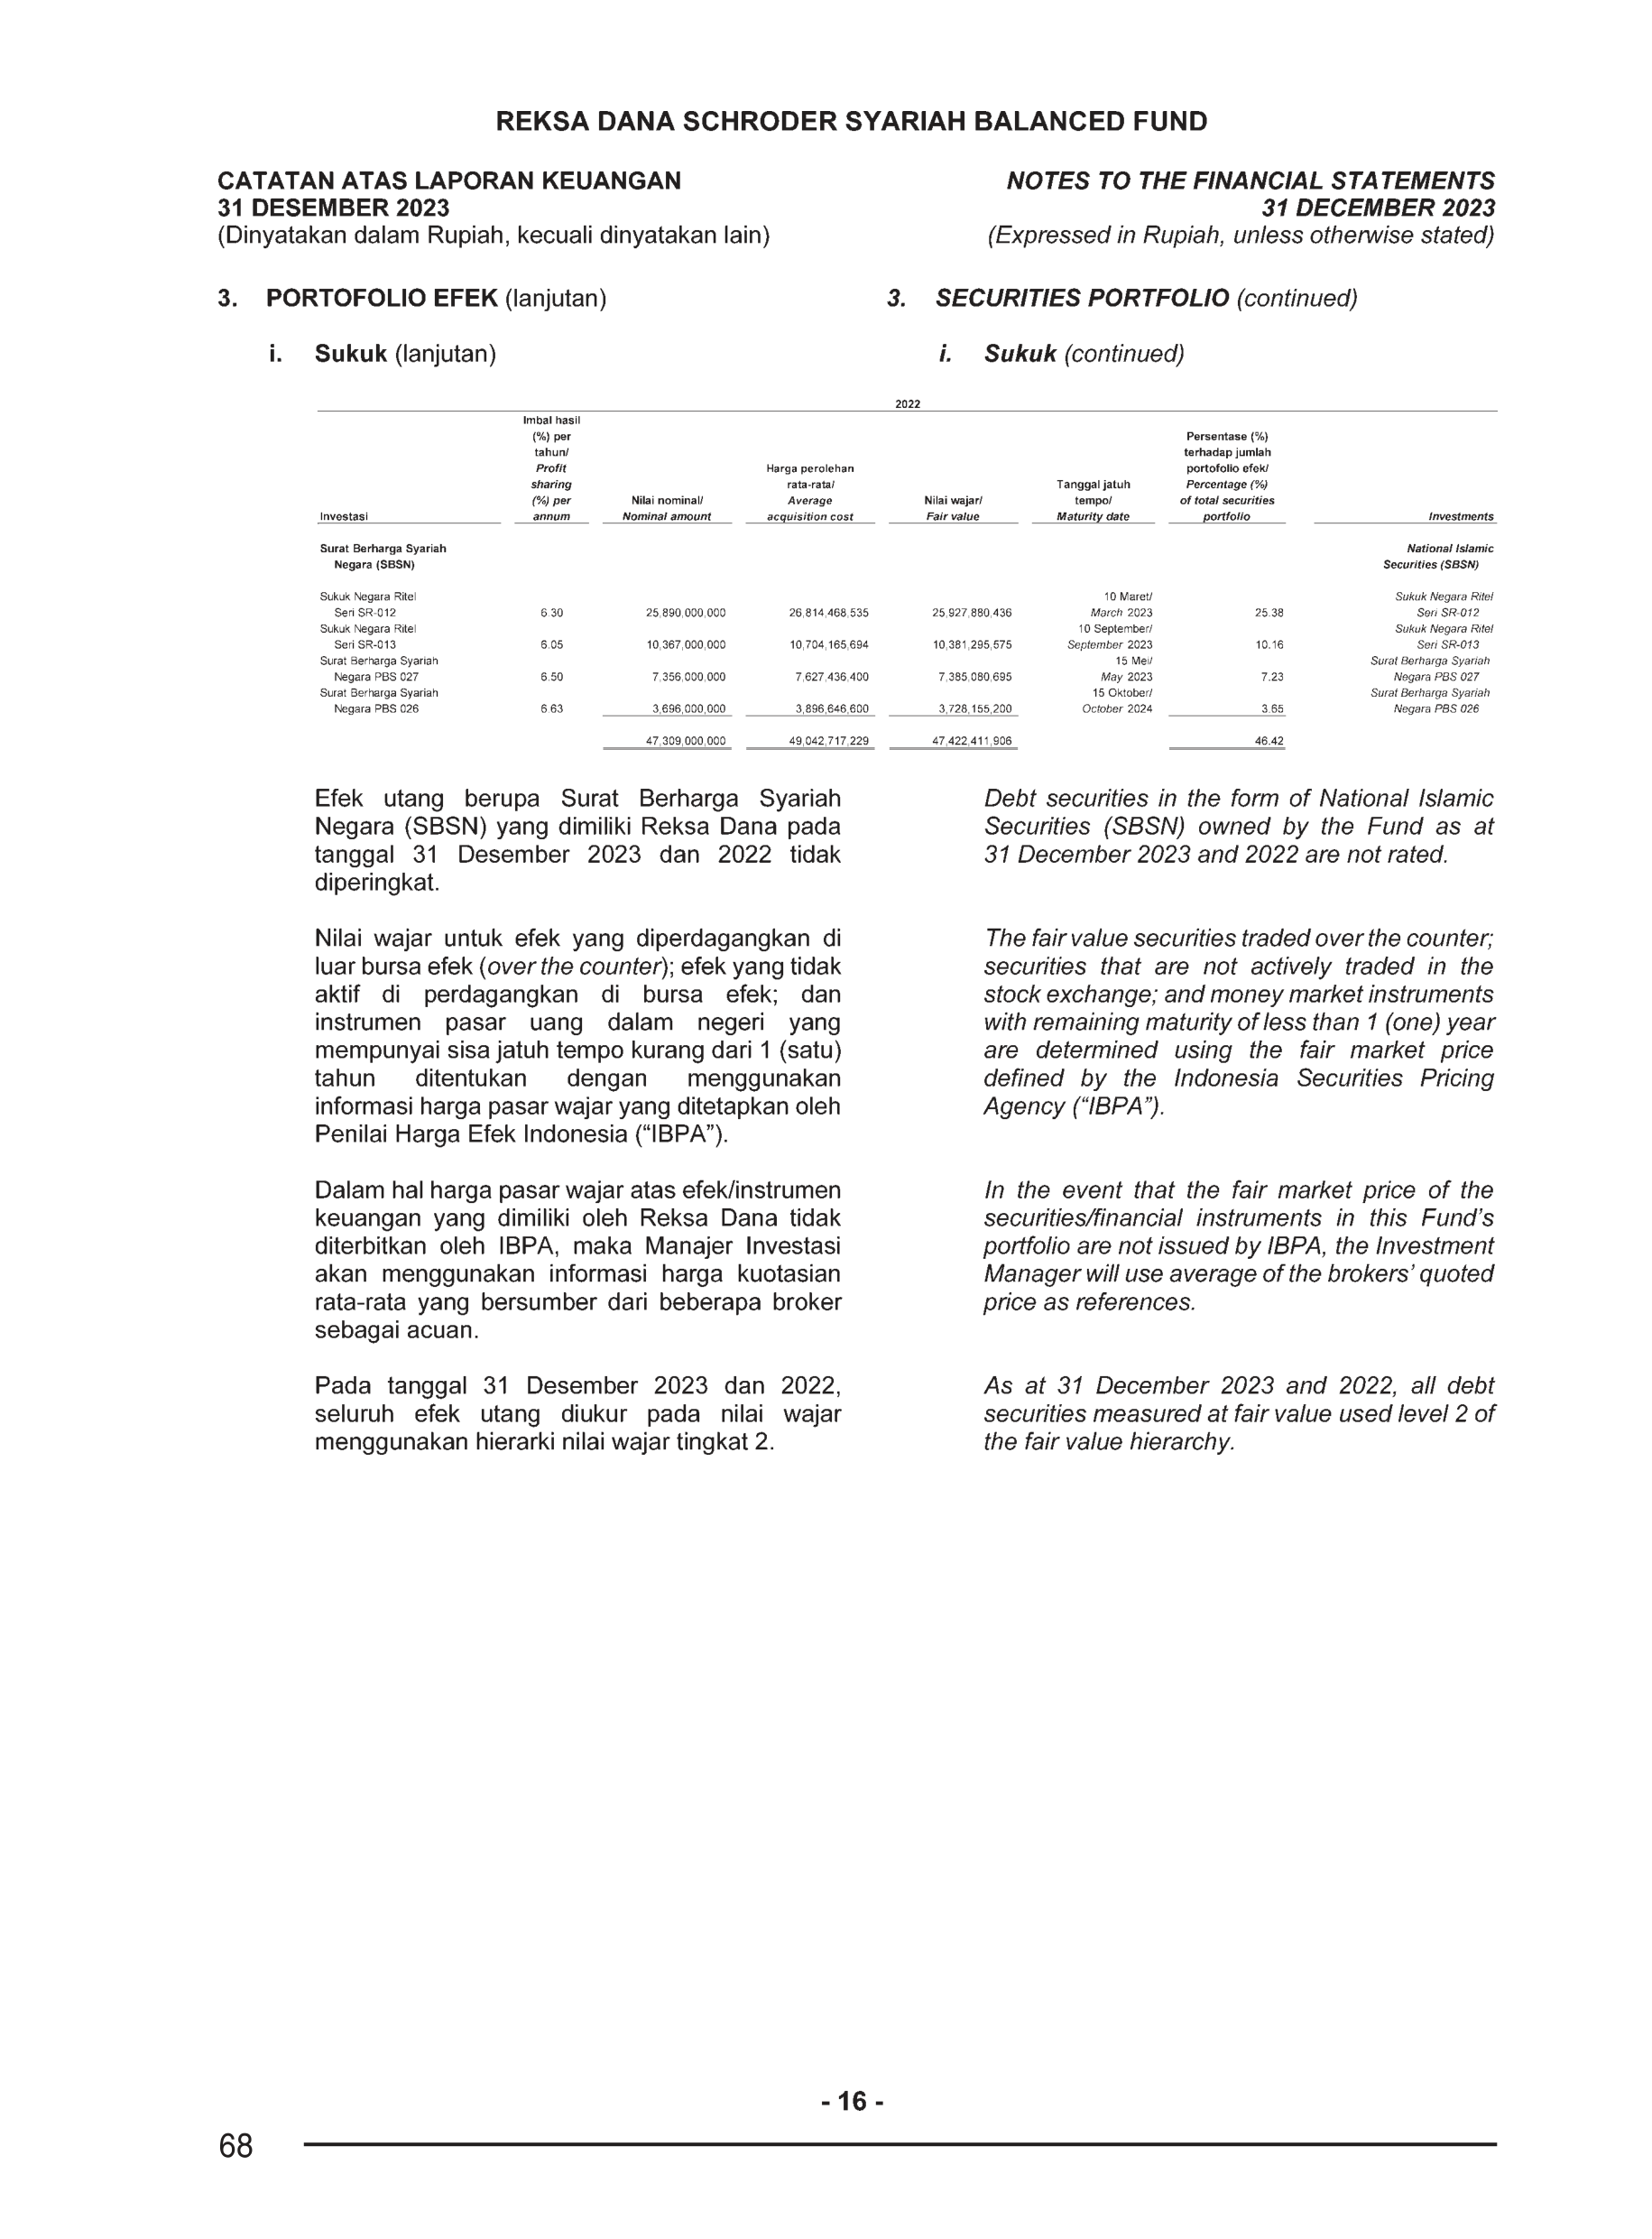 REKSA DANA SCHRODER SYARIAH BALANCED FUND
CATATAN ATAS LAPORAN KEUANGAN
31 DESEMBER 2023
(Dinyatakan dalam Rupiah, kecuali dinyatakan lain)
NOTES TO THE FINANCIAL STATEMENTS
31 DECEMBER 2023
(Expressed in Rupiah, unless otherwise stated)
3. PORTOFOLIO EFEK (lanjutan)
3. SECURITIES PORTFOLIO (continued)
i. Sukuk (lanjutan)
i. Sukuk (continued)
2022
Imbal hasil
(%) per
tahun/
Profit
sharing
(%) per
annum
Persentase (%)
terhadap jumlah
portofolio efek/
Percentage (%)
of total securities
portfolio
Harga perolehan
rata-rata/
Average
acquisition cost
Tanggal jatuh
tempo/
Maturity date
Nilai nominal/
Nominal amount
Nilai wajar/
Fair value
Investasi
Investments
Surat Berharga Syariah
Negara (SBSN)
National Islamic
Securities (SBSN)
Sukuk Negara Ritel 10 Maret/ Sukuk Negara Ritel
Seri SR-012 6.30 25,890,000,000 26,814,468,535 25,927,880,436 March 2023 25.38 Seri SR-012
Sukuk Negara Ritel 10 September/ Sukuk Negara Ritel
Seri SR-013 6.05 10,367,000,000 10,704,165,694 10,381,295,575 September 2023 10.16 Seri SR-013
Surat Berharga Syariah 15 Mei/ Surat Berharga Syariah
Negara PBS 027 6.50 7,356,000,000 7,627,436,400 7,385,080,695 May 2023 7.23 Negara PBS 027
Surat Berharga Syariah 15 Oktober/ Surat Berharga Syariah
Negara PBS 026 6.63 3,696,000,000 3,896,646,600 3,728,155,200 October 2024 3.65 Negara PBS 026
47,309,000,000 49,042,717,229 47,422,411,906 46.42
Efek utang berupa Surat Berharga Syariah
Negara (SBSN) yang dimiliki Reksa Dana pada
tanggal 31 Desember 2023 dan 2022 tidak
diperingkat.
Debt securities in the form of National Islamic
Securities (SBSN) owned by the Fund as at
31 December 2023 and 2022 are not rated.
Nilai wajar untuk efek yang diperdagangkan di
luar bursa efek (over the counter); efek yang tidak
aktif di perdagangkan di bursa efek; dan
instrumen pasar uang dalam negeri yang
mempunyai sisa jatuh tempo kurang dari 1 (satu)
tahun ditentukan dengan menggunakan
informasi harga pasar wajar yang ditetapkan oleh
Penilai Harga Efek Indonesia (“IBPA”).
The fair value securities traded over the counter;
securities that are not actively traded in the
stock exchange; and money market instruments
with remaining maturity of less than 1 (one) year
are determined using the fair market price
defined by the Indonesia Securities Pricing
Agency (“IBPA”).
Dalam hal harga pasar wajar atas efek/instrumen
keuangan yang dimiliki oleh Reksa Dana tidak
diterbitkan oleh IBPA, maka Manajer Investasi
akan menggunakan informasi harga kuotasian
rata-rata yang bersumber dari beberapa broker
sebagai acuan.
In the event that the fair market price of the
securities/financial instruments in this Fund’s
portfolio are not issued by IBPA, the Investment
Manager will use average of the brokers’ quoted
price as references.
Pada tanggal 31 Desember 2023 dan 2022,
seluruh efek utang diukur pada nilai wajar
menggunakan hierarki nilai wajar tingkat 2.
As at 31 December 2023 and 2022, all debt
securities measured at fair value used level 2 of
the fair value hierarchy.
- 16 -
68